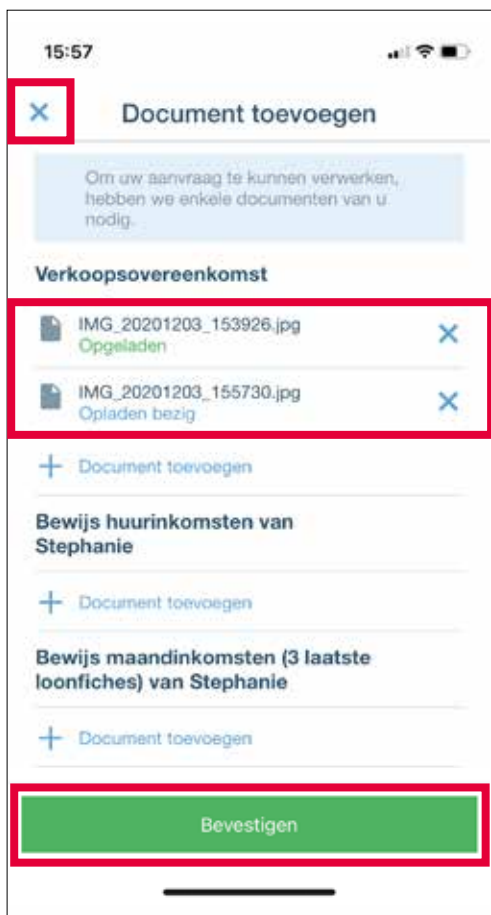 15:57
Document toevoegen
Om uw aanvraag te kunnen verwerken,
hebben we enkele documenten van u
nodig.
Verkoopsovereenkomst
IMG_20201203_153926.jpg
Opgeladen
IMG_20201203_155730.jpg
Opladen bezig
Document toevoegen
Bewijs huurinkomsten van
Stephanie
Document toevoegen
Bewijs maandinkomsten (3 laatste
loonfiches) van Stephanie
Document toevoegen
Bevestigen